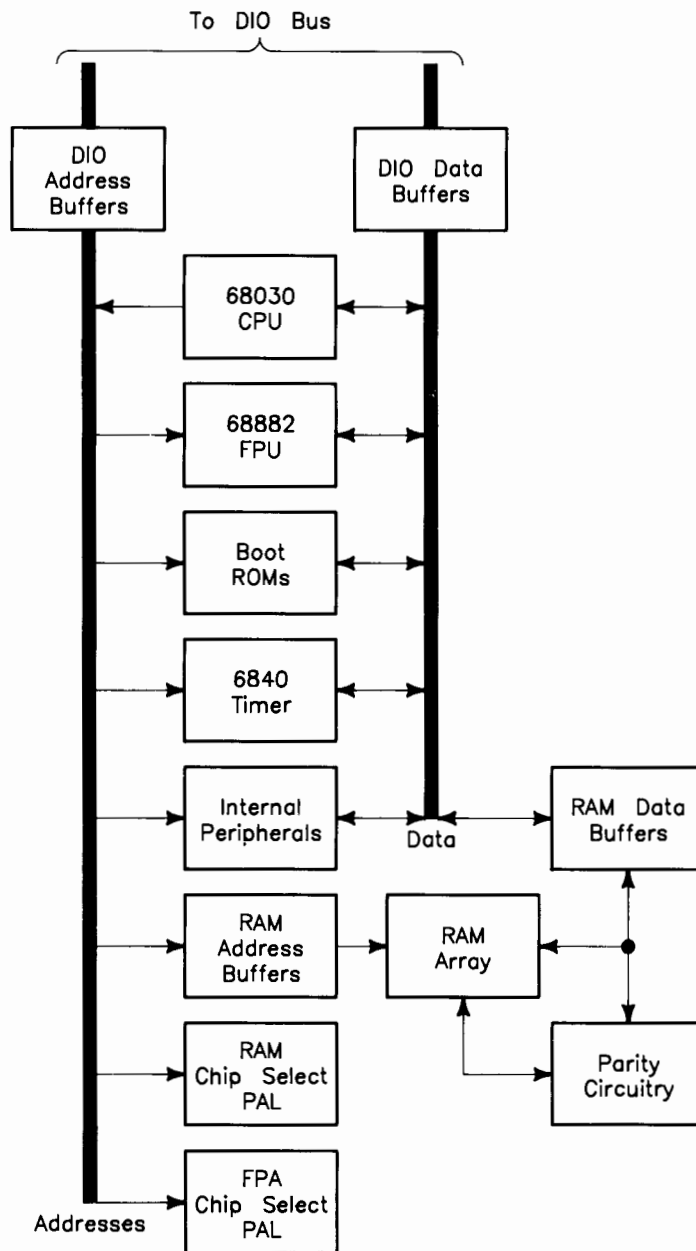 To DIO Bus
DIO
Address
Buffers
DIO Data
Buffers
68030
CPU
68882
FPU
Boot
ROMs
6840
Timer
Internal
Peripherals
Data
RAM Data
Buffers
RAM
Address
Buffers
RAM
Array
RAM
Chip Select
PAL
Parity
Circuitry
FPA
Chip Select
PAL
Addresses